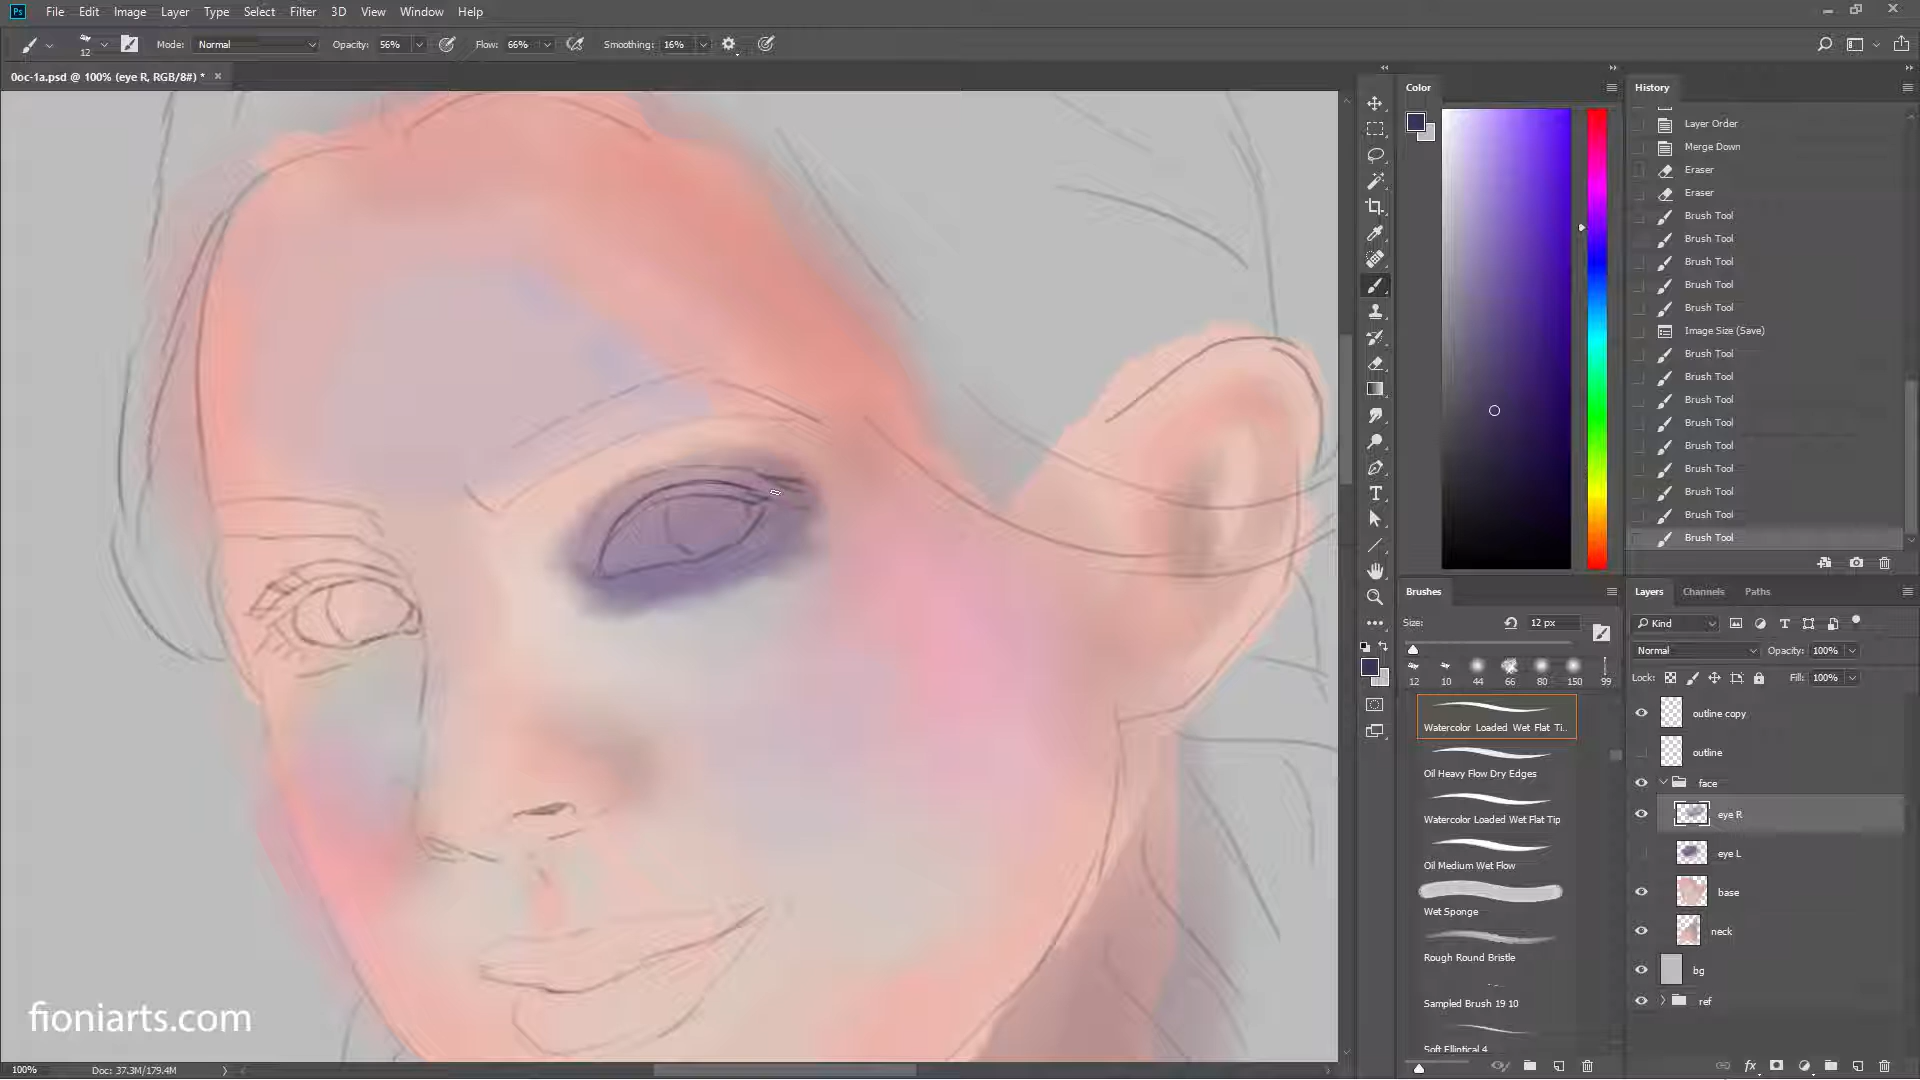 Ps File Edit Image Layer Type Select Filter 3D View Window Help
12 Mode: Normal Opacity: 56% Flow: 66% Smoothing: 16%
0oc-1a.psd @ 100% (eye R, RGB/8#) *
Color
History
Layer Order
Merge Down
Eraser
Eraser
Brush Tool
Brush Tool
Brush Tool
Brush Tool
Brush Tool
Image Size (Save)
Brush Tool
Brush Tool
Brush Tool
Brush Tool
Brush Tool
Brush Tool
Brush Tool
Brush Tool
Brush Tool
Brushes
Size: 12 px
12 10 44 66 80 150 99
Watercolor Loaded Wet Flat Ti...
Oil Heavy Flow Dry Edges
Watercolor Loaded Wet Flat Tip
Oil Medium Wet Flow
Wet Sponge
Rough Round Bristle
Sampled Brush 19 10
Soft Elliptical 4
Layers Channels Paths
Kind
Normal Opacity: 100%
Lock: Fill: 100%
outline copy
outline
face
eye R
eye L
base
neck
bg
ref
fioniarts.com
100% Doc: 37.3M/179.4M